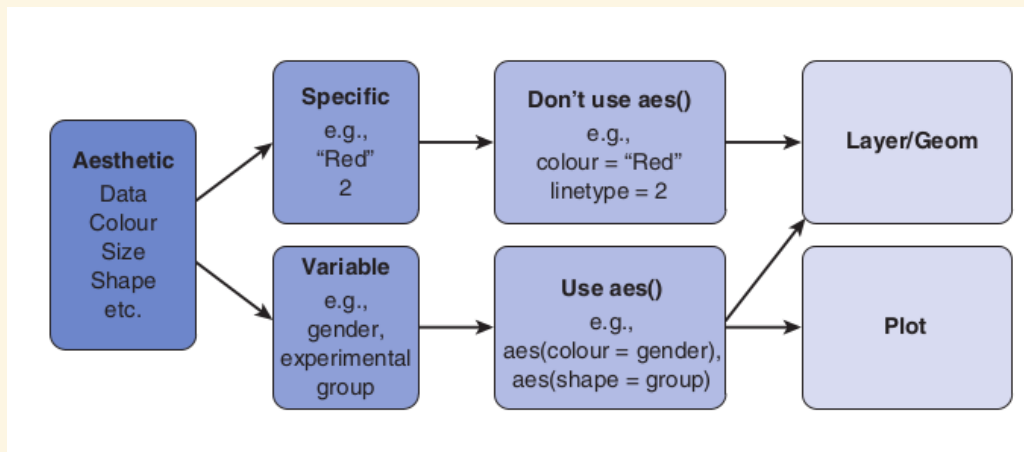 Aesthetic
Data
Colour
Size
Shape
etc.
Specific
e.g.,
“Red”
2
Variable
e.g.,
gender,
experimental
group
Don’t use aes()
e.g.,
colour = “Red”
linetype = 2
Use aes()
e.g.,
aes(colour = gender),
aes(shape = group)
Layer/Geom
Plot